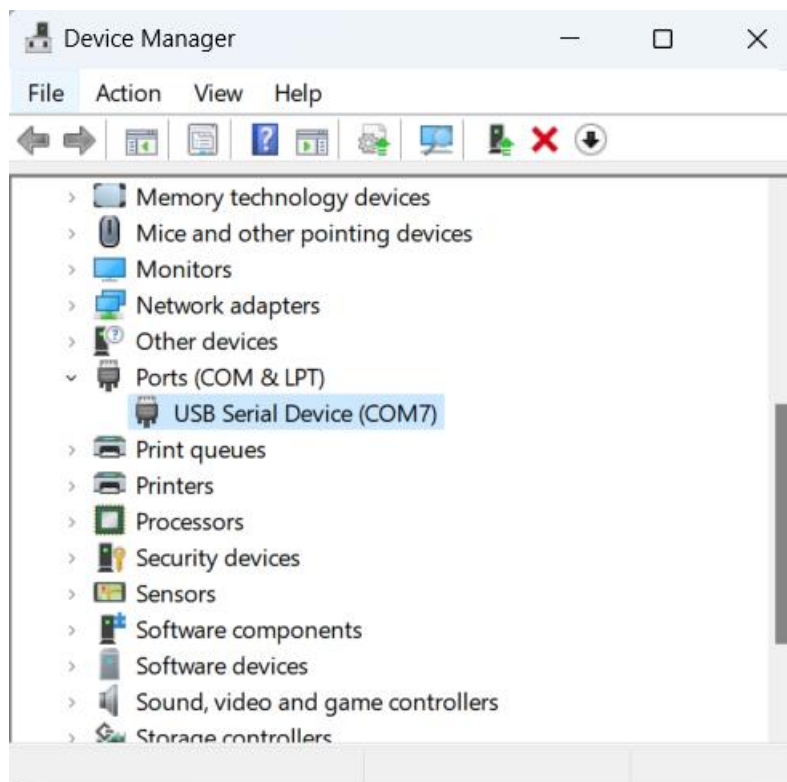 Device Manager
File Action View Help
Memory technology devices
Mice and other pointing devices
Monitors
Network adapters
Other devices
Ports (COM & LPT)
USB Serial Device (COM7)
Print queues
Printers
Processors
Security devices
Sensors
Software components
Software devices
Sound, video and game controllers
Storage controllers